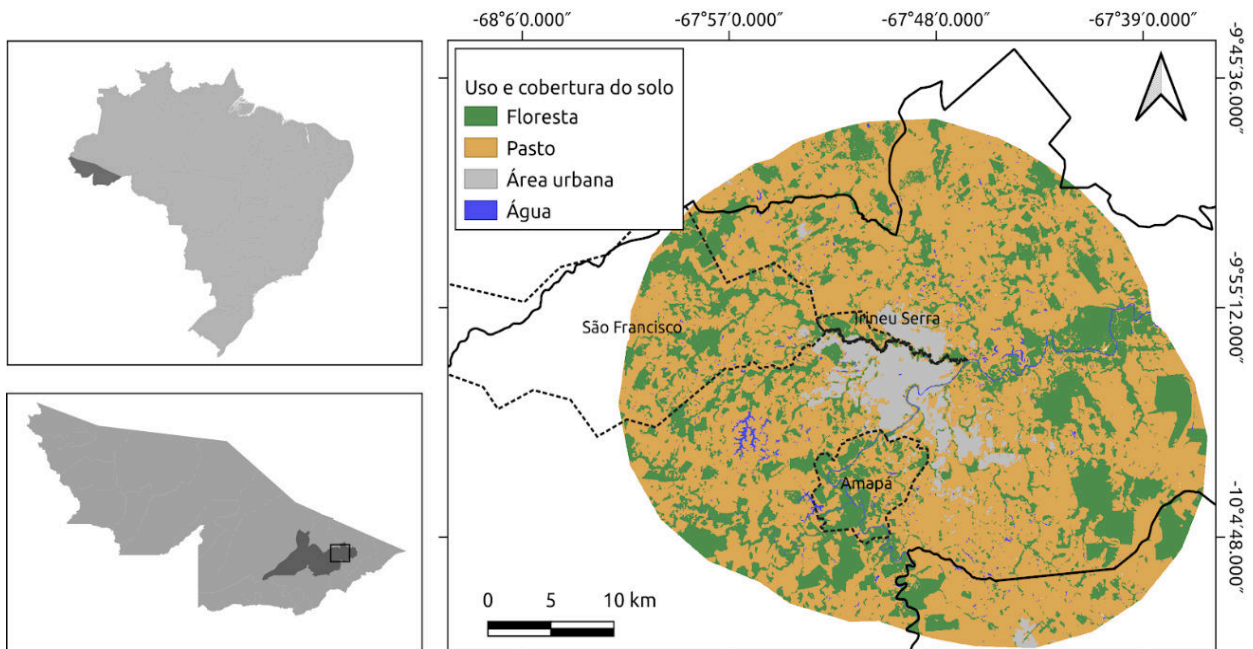 -68°6′0.000″ -67°57′0.000″ -67°48′0.000″ -67°39′0.000″
-9°45′36.000″
Uso e cobertura do solo
Floresta
Pasto
Área urbana
Água
-9°55′12.000″
São Francisco
Irineu Serra
Amapá
-10°4′48.000″
0 5 10 km